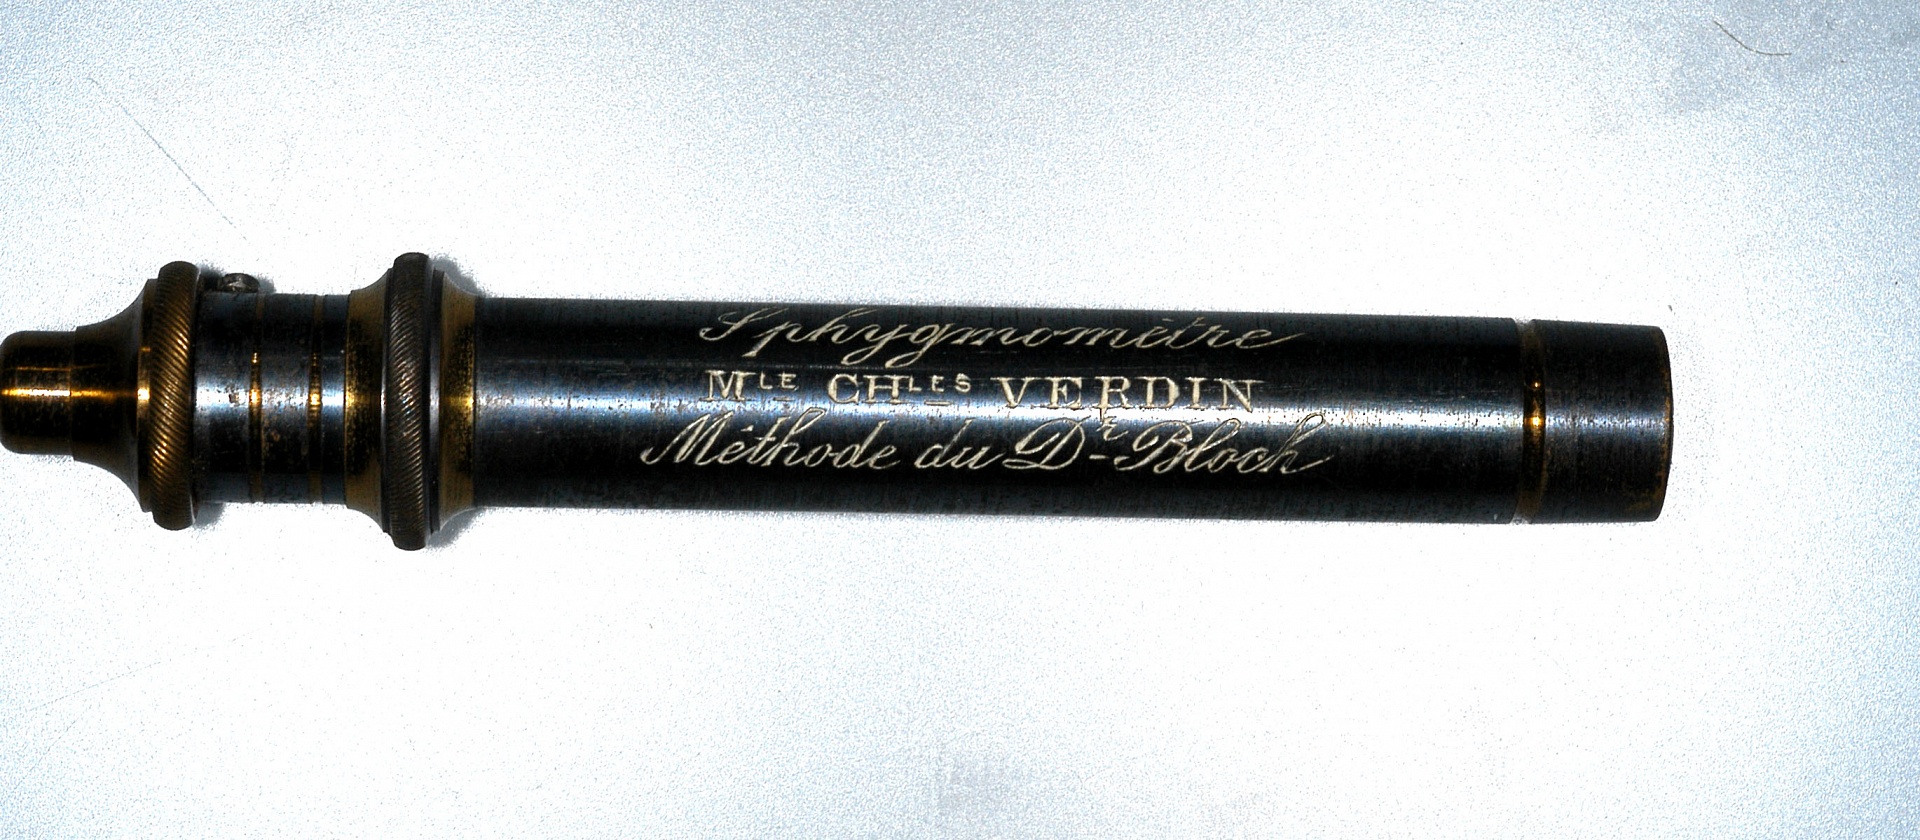 Sphygmomètre
MLE CHLES VERDIN
Méthode du Dr Bloch